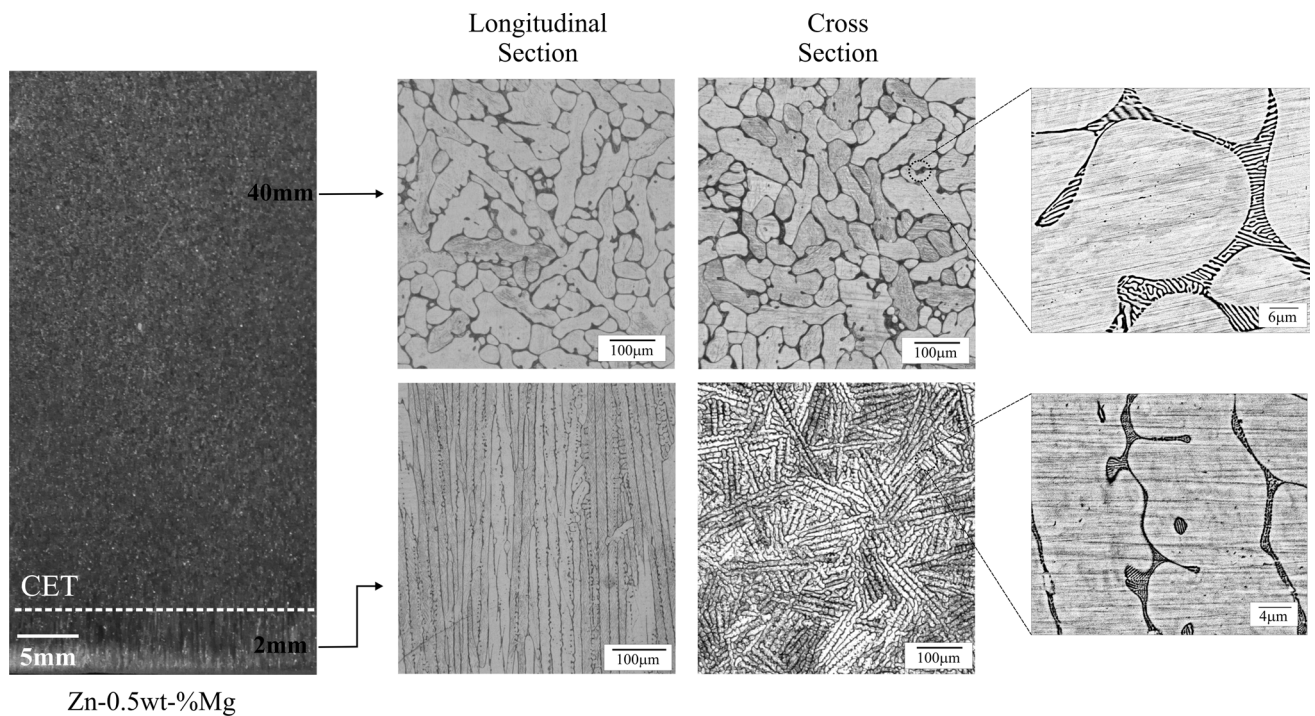 Longitudinal
Section
Cross
Section
40mm
100μm
100μm
6μm
CET
5mm
2mm
100μm
100μm
4μm
Zn-0.5wt-%Mg